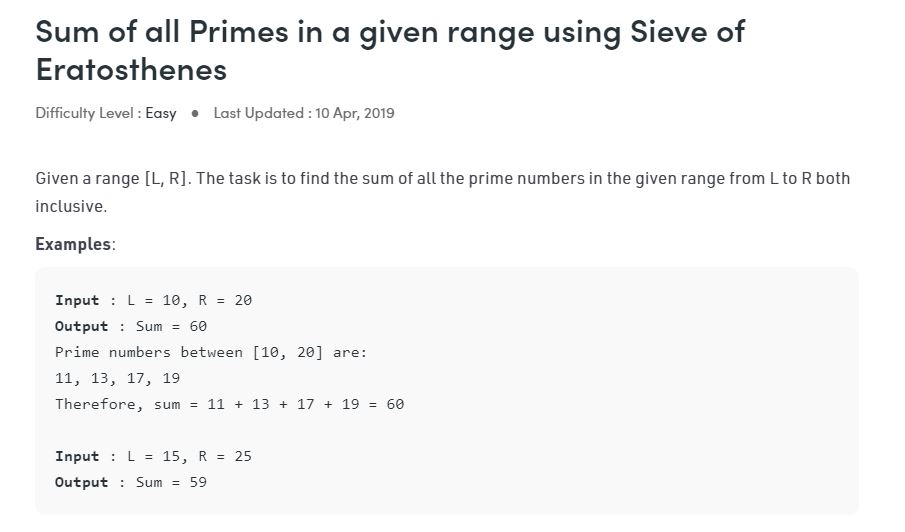 Sum of all Primes in a given range using Sieve of
Eratosthenes
Difficulty Level : Easy ● Last Updated : 10 Apr, 2019
Given a range [L, R]. The task is to find the sum of all the prime numbers in the given range from L to R both
inclusive.
Examples:
Input : L = 10, R = 20
Output : Sum = 60
Prime numbers between [10, 20] are:
11, 13, 17, 19
Therefore, sum = 11 + 13 + 17 + 19 = 60
Input : L = 15, R = 25
Output : Sum = 59